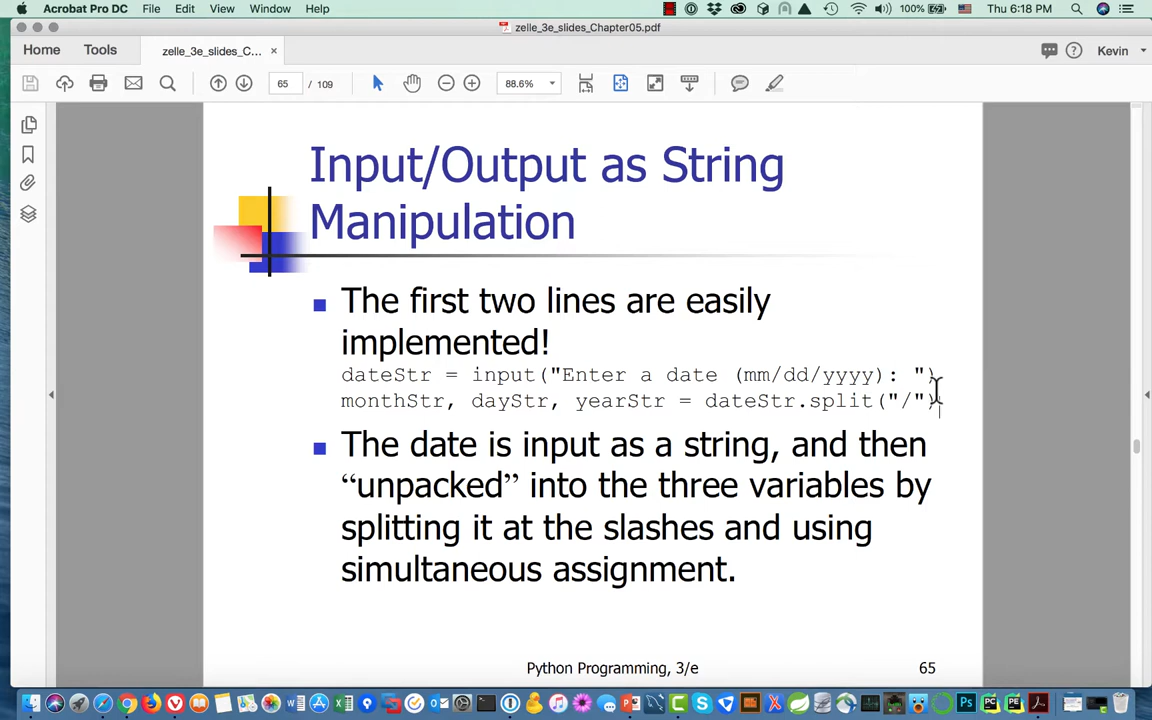 Acrobat Pro DC File Edit View Window Help 100% Thu 6:18 PM
zelle_3e_slides_Chapter05.pdf
Home Tools zelle_3e_slides_C... × Kevin
65 / 109 88.6%
Input/Output as String
Manipulation
The first two lines are easily
implemented!
dateStr = input("Enter a date (mm/dd/yyyy): ")
monthStr, dayStr, yearStr = dateStr.split("/")
The date is input as a string, and then
“unpacked” into the three variables by
splitting it at the slashes and using
simultaneous assignment.
Python Programming, 3/e 65